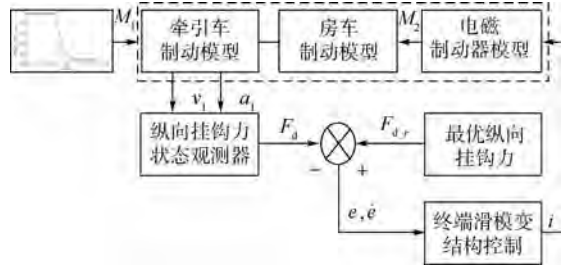 M₁
牵引车
制动模型
房车
制动模型
M₂
电磁
制动器模型
v₁
a₁
纵向挂钩力
状态观测器
F_d
−
+
F_{d,r}
最优纵向
挂钩力
e, ė
终端滑模变
结构控制
i